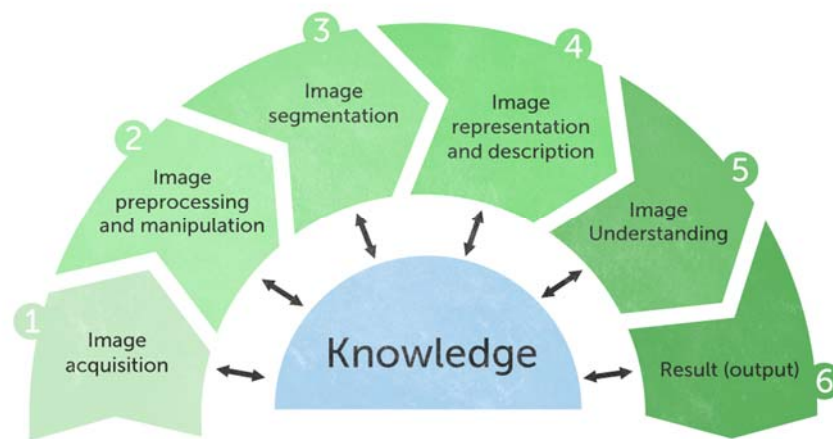 1
Image
acquisition
2
Image
preprocessing
and manipulation
3
Image
segmentation
4
Image
representation
and description
5
Image
Understanding
Result (output)
6
Knowledge